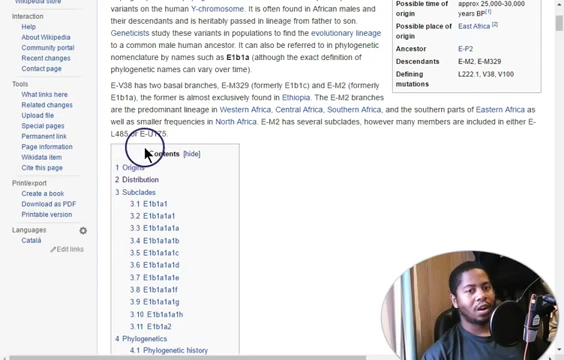 Wikipedia store
Interaction
Help
About Wikipedia
Community portal
Recent changes
Contact page
Tools
What links here
Related changes
Upload file
Special pages
Permanent link
Page information
Wikidata item
Cite this page
Print/export
Create a book
Download as PDF
Printable version
Languages
Català
Edit links
variants on the human Y-chromosome. It is often found in African males and
their descendants and is heritably passed in lineage from father to son.
Geneticists study these variants in populations to find the evolutionary lineage
to a common male human ancestor. It can also be referred to in phylogenetic
nomenclature by names such as E1b1a (although the exact definition of
phylogenetic names can vary over time).
E-V38 has two basal branches, E-M329 (formerly E1b1c) and E-M2 (formerly
E1b1a), the former is almost exclusively found in Ethiopia. The E-M2 branches
are the predominant lineage in Western Africa, Central Africa, Southern Africa, and the southern parts of Eastern Africa as
well as smaller frequencies in North Africa. E-M2 has several subclades, however many members are included in either E-
L485 or E-U175.
Possible time of origin approx 25,000-30,000 years BP[1]
Possible place of origin East Africa [2]
Ancestor E-P2
Descendants E-M2, E-M329
Defining mutations L222.1, V38, V100
Contents [hide]
1 Origins
2 Distribution
3 Subclades
3.1 E1b1a1
3.2 E1b1a1a1
3.3 E1b1a1a1a
3.4 E1b1a1a1b
3.5 E1b1a1a1c
3.6 E1b1a1a1d
3.7 E1b1a1a1e
3.8 E1b1a1a1f
3.9 E1b1a1a1g
3.10 E1b1a1a1h
3.11 E1b1a2
4 Phylogenetics
4.1 Phylogenetic history